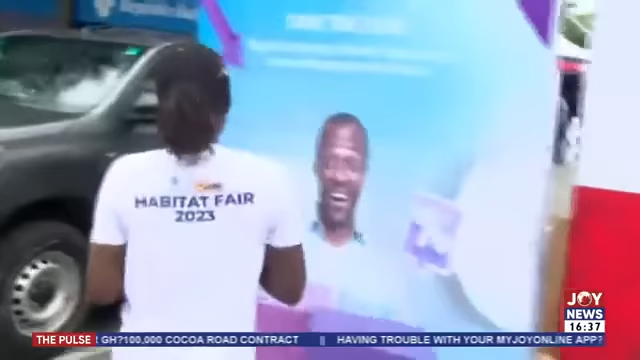 HABITAT FAIR
2023
JOY
NEWS
16:37
THE PULSE
GH?100,000 COCOA ROAD CONTRACT || HAVING TROUBLE WITH YOUR MYJOYONLINE APP?